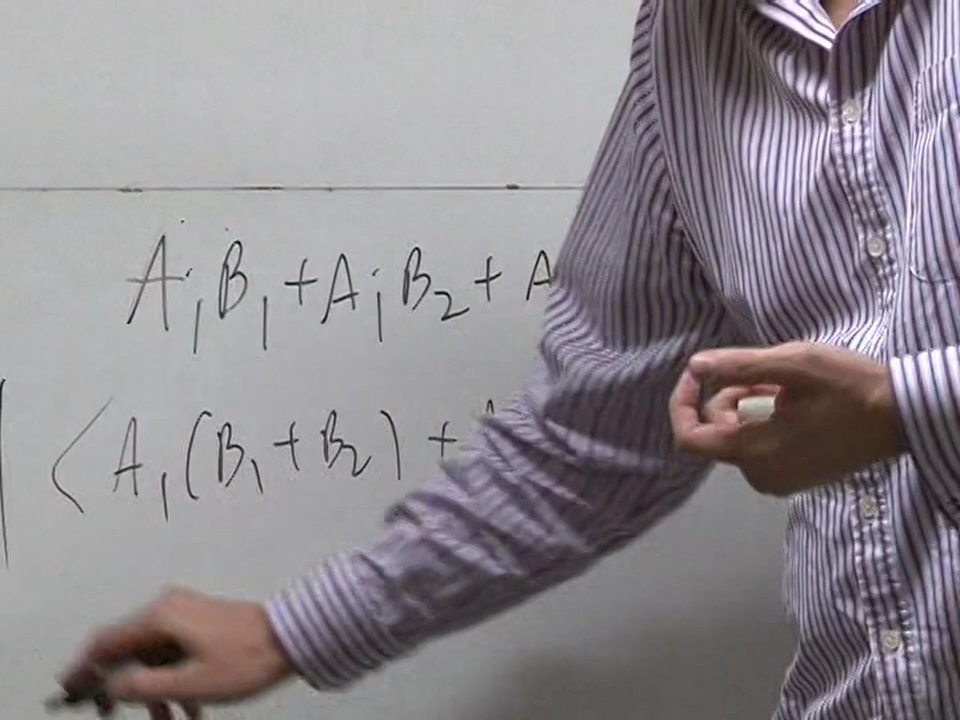 A₁B₁ + A₁B₂ + A
| ⟨ A₁(B₁ + B₂) +